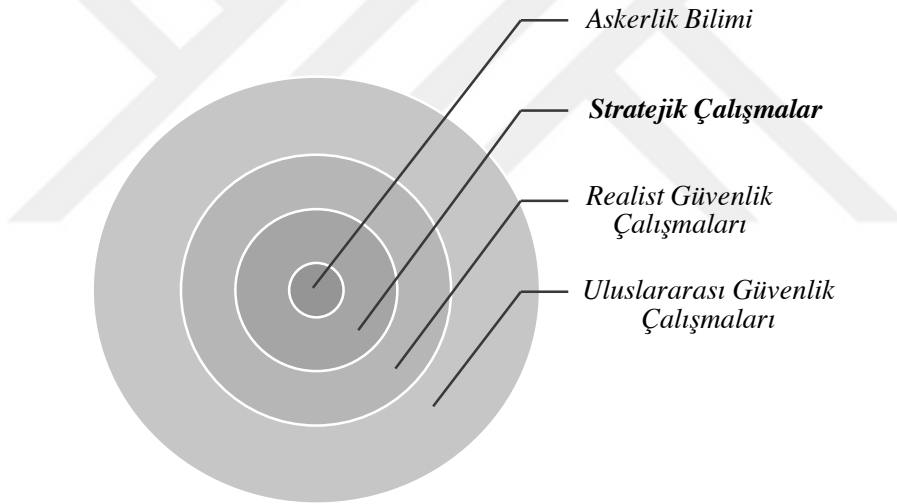 Askerlik Bilimi
Stratejik Çalışmalar
Realist Güvenlik
Çalışmaları
Uluslararası Güvenlik
Çalışmaları